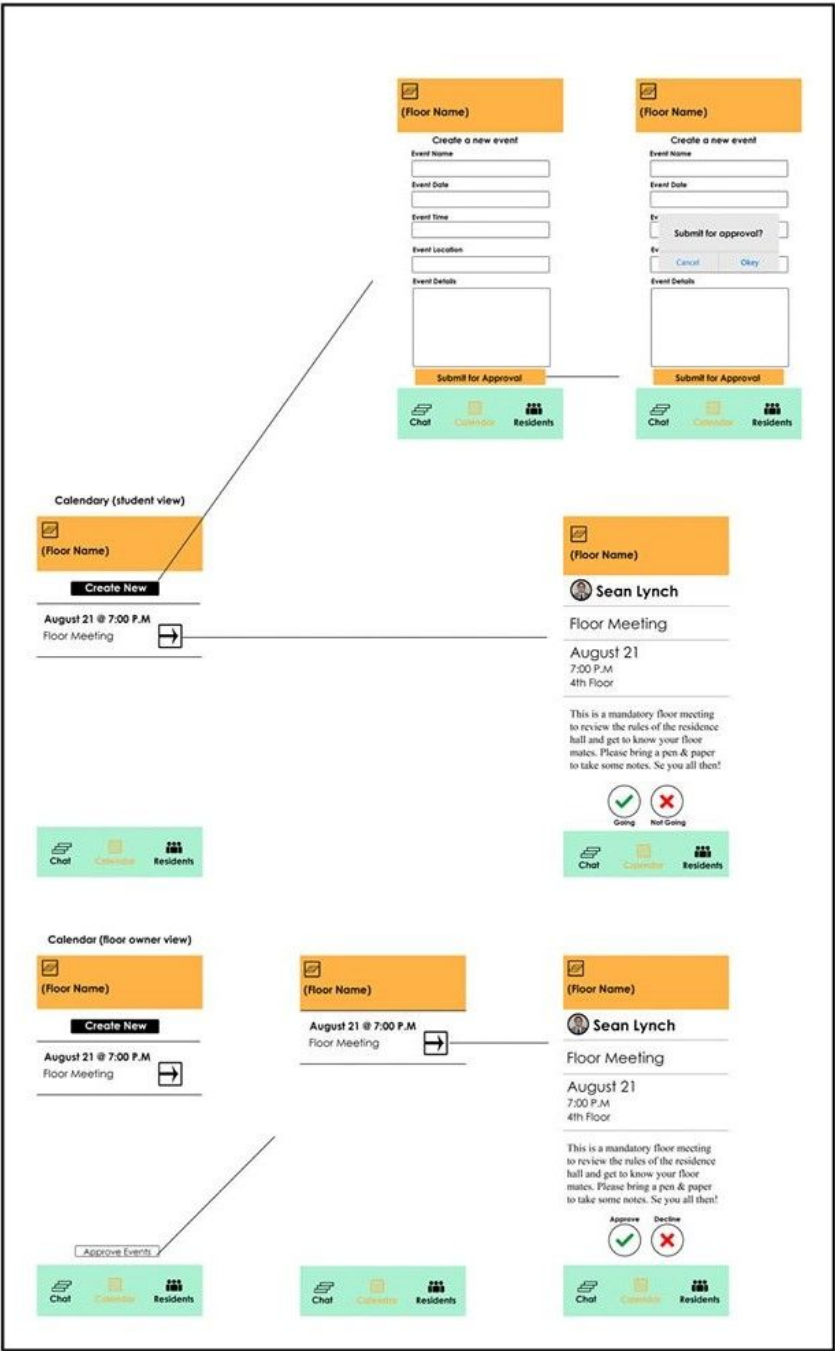 (Floor Name)
Create a new event
Event Name
Event Date
Event Time
Event Location
Event Details
Submit for Approval
Chat Calendar Residents
(Floor Name)
Create a new event
Event Name
Event Date
Ev
Submit for approval?
Ev
Cancel Okey
Event Details
Submit for Approval
Chat Calendar Residents
Calendary (student view)
(Floor Name)
Create New
August 21 @ 7:00 P.M
Floor Meeting
Chat Calendar Residents
(Floor Name)
Sean Lynch
Floor Meeting
August 21
7:00 P.M
4th Floor
This is a mandatory floor meeting
to review the rules of the residence
hall and get to know your floor
mates. Please bring a pen & paper
to take some notes. Se you all then!
Going Not Going
Chat Calendar Residents
Calendar (floor owner view)
(Floor Name)
Create New
August 21 @ 7:00 P.M
Floor Meeting
Approve Events
Chat Calendar Residents
(Floor Name)
August 21 @ 7:00 P.M
Floor Meeting
Chat Calendar Residents
(Floor Name)
Sean Lynch
Floor Meeting
August 21
7:00 P.M
4th Floor
This is a mandatory floor meeting
to review the rules of the residence
hall and get to know your floor
mates. Please bring a pen & paper
to take some notes. Se you all then!
Approve Decline
Chat Calendar Residents